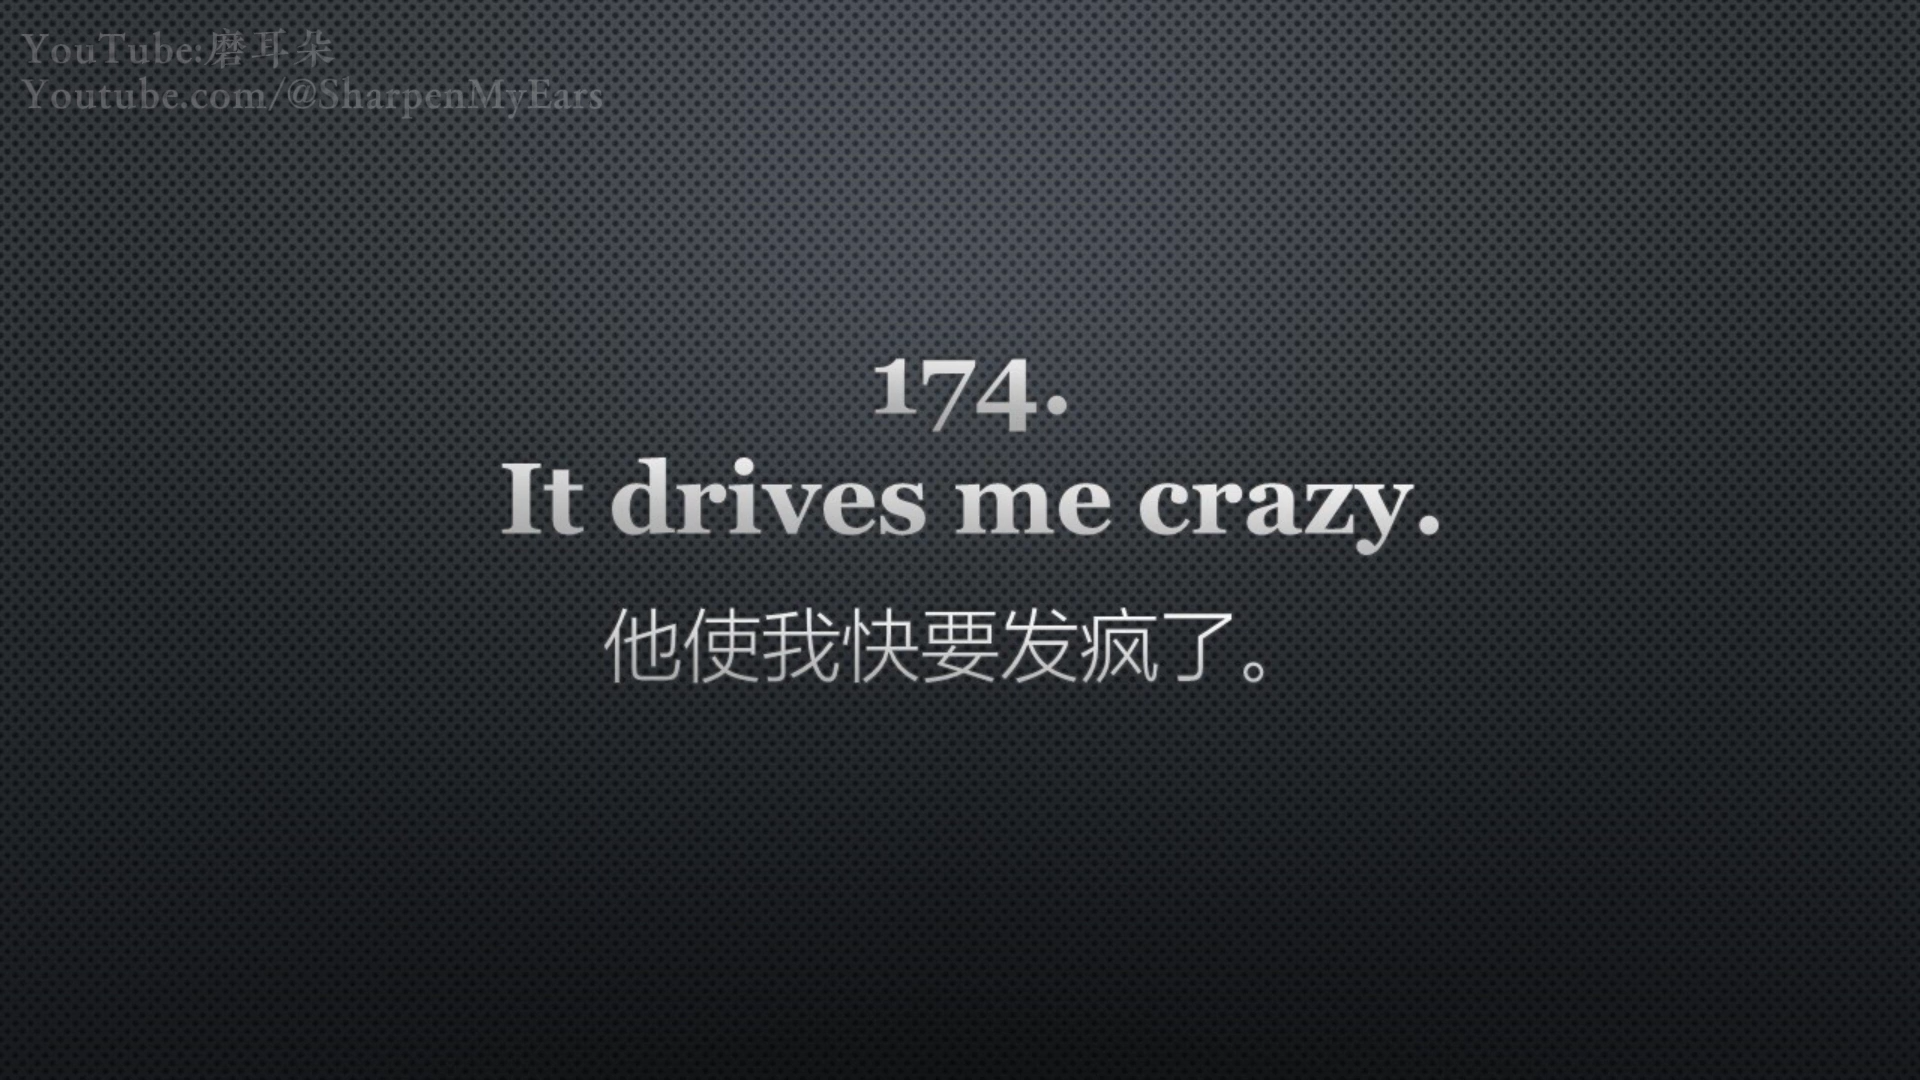 YouTube:磨耳朵
Youtube.com/@SharpenMyEars
174.
It drives me crazy.
他使我快要发疯了。